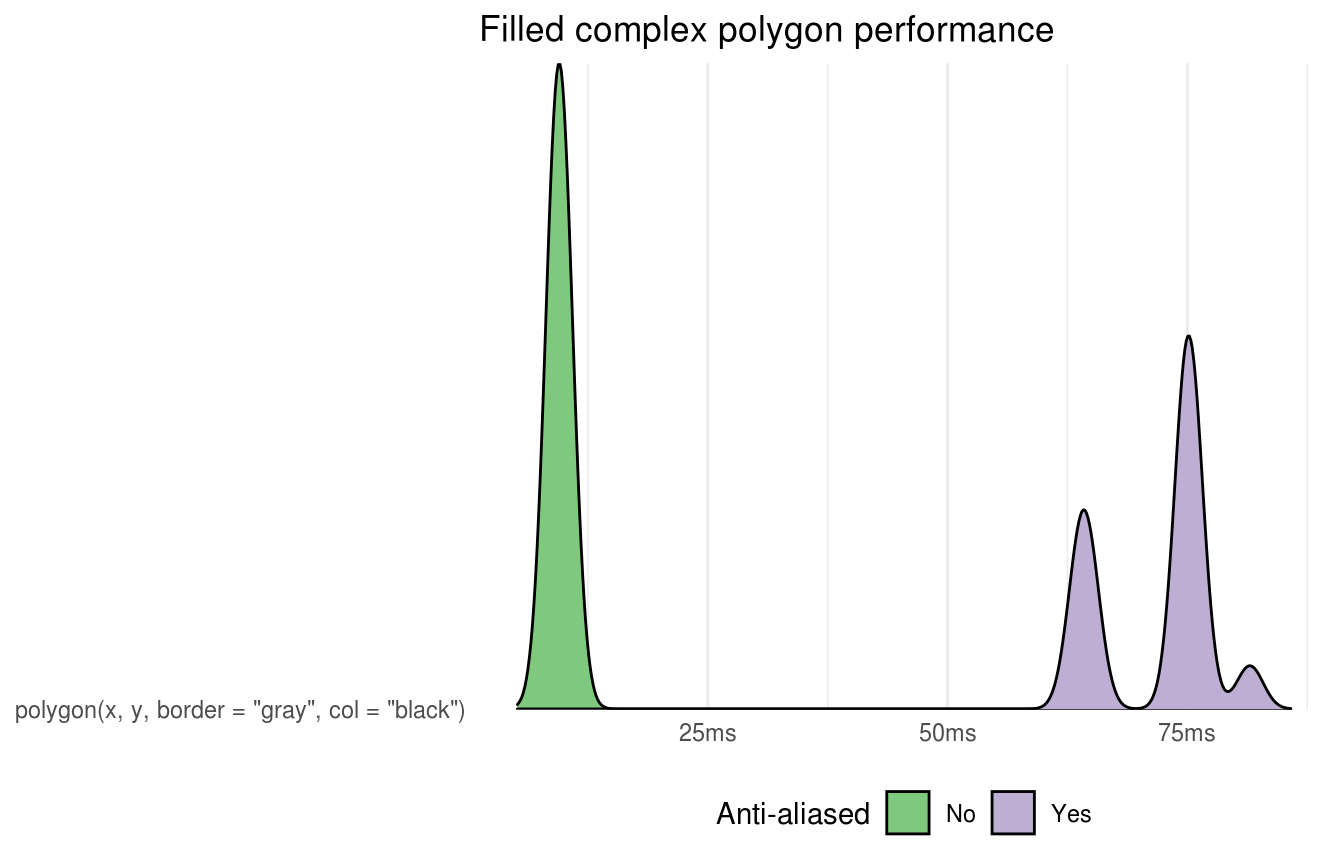 Filled complex polygon performance
polygon(x, y, border = "gray", col = "black")
25ms 50ms 75ms
Anti-aliased No Yes